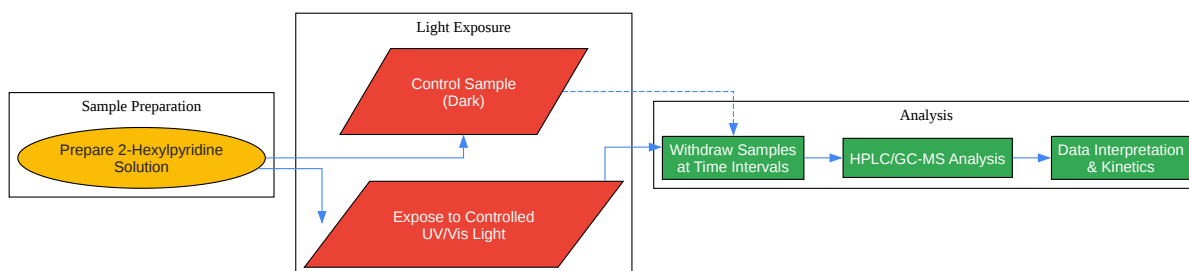 Sample Preparation
Prepare 2-Hexylpyridine
Solution
Light Exposure
Control Sample
(Dark)
Expose to Controlled
UV/Vis Light
Analysis
Withdraw Samples
at Time Intervals
HPLC/GC-MS Analysis
Data Interpretation
& Kinetics